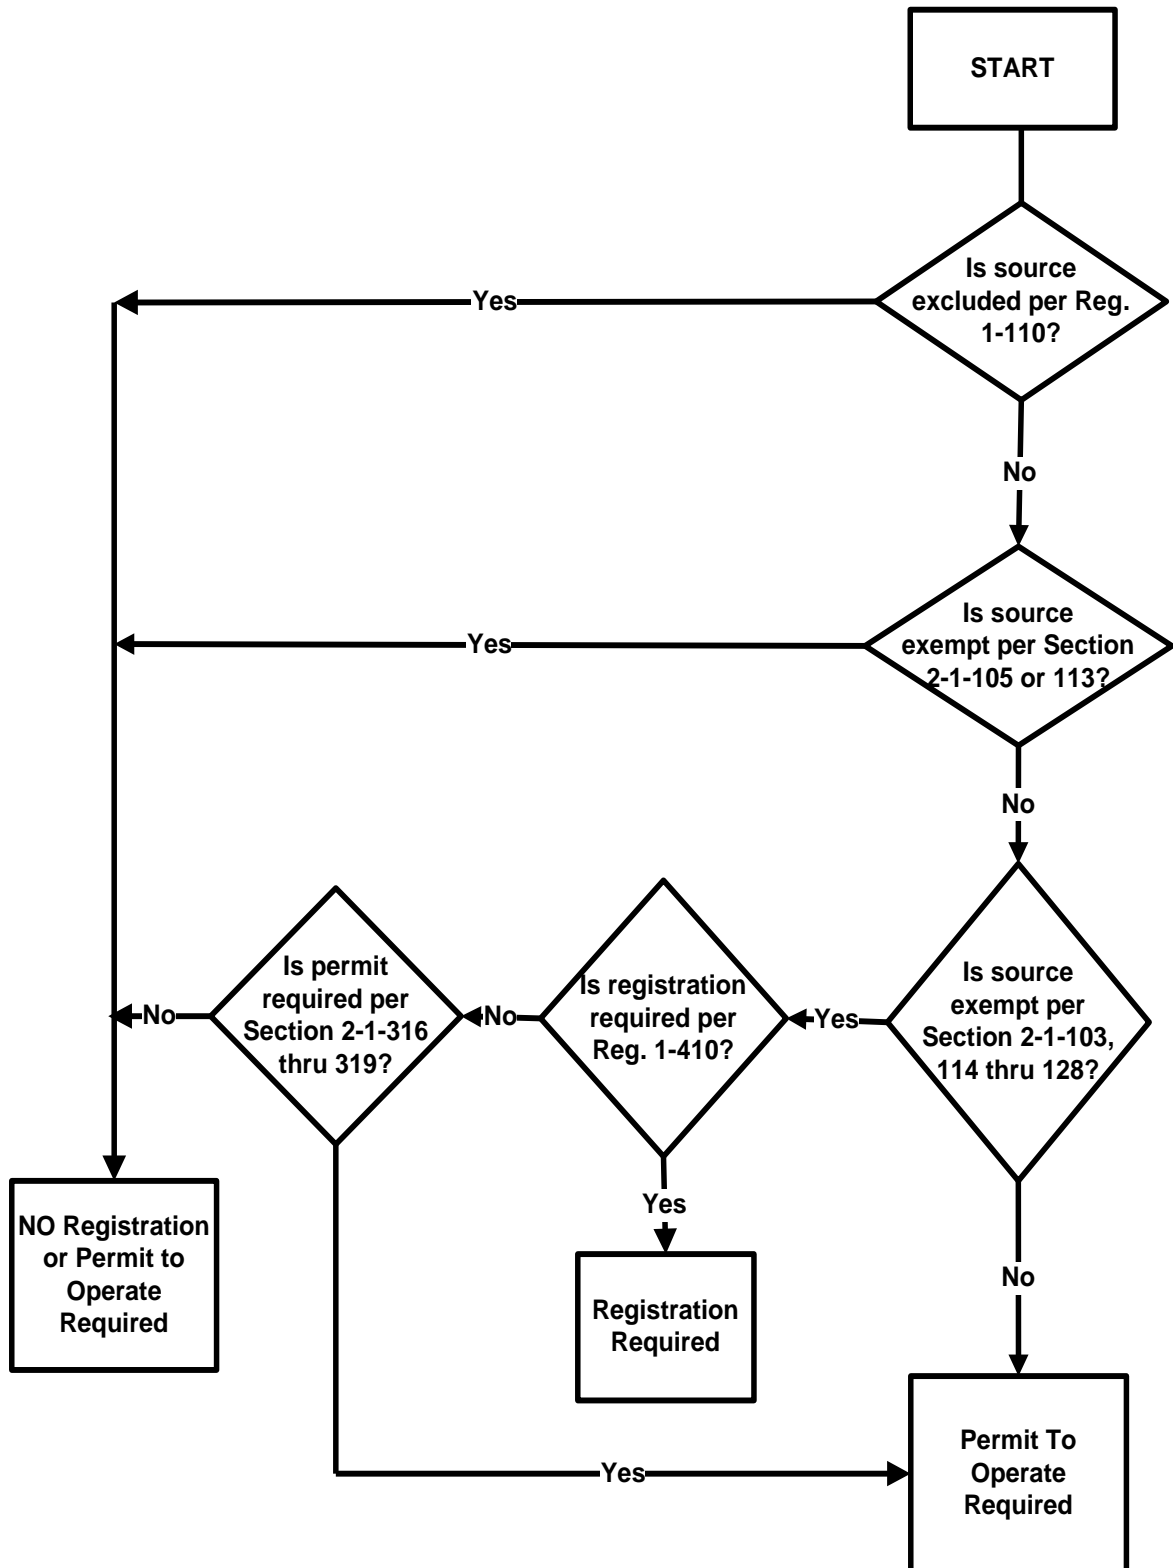 START
Is source
excluded per Reg.
1-110?
Yes
No
Is source
exempt per Section
2-1-105 or 113?
Yes
No
Is source
exempt per
Section 2-1-103,
114 thru 128?
Yes
Is registration
required per
Reg. 1-410?
No
Is permit
required per
Section 2-1-316
thru 319?
No
Yes
No
NO Registration
or Permit to
Operate
Required
Registration
Required
Yes
Permit To
Operate
Required